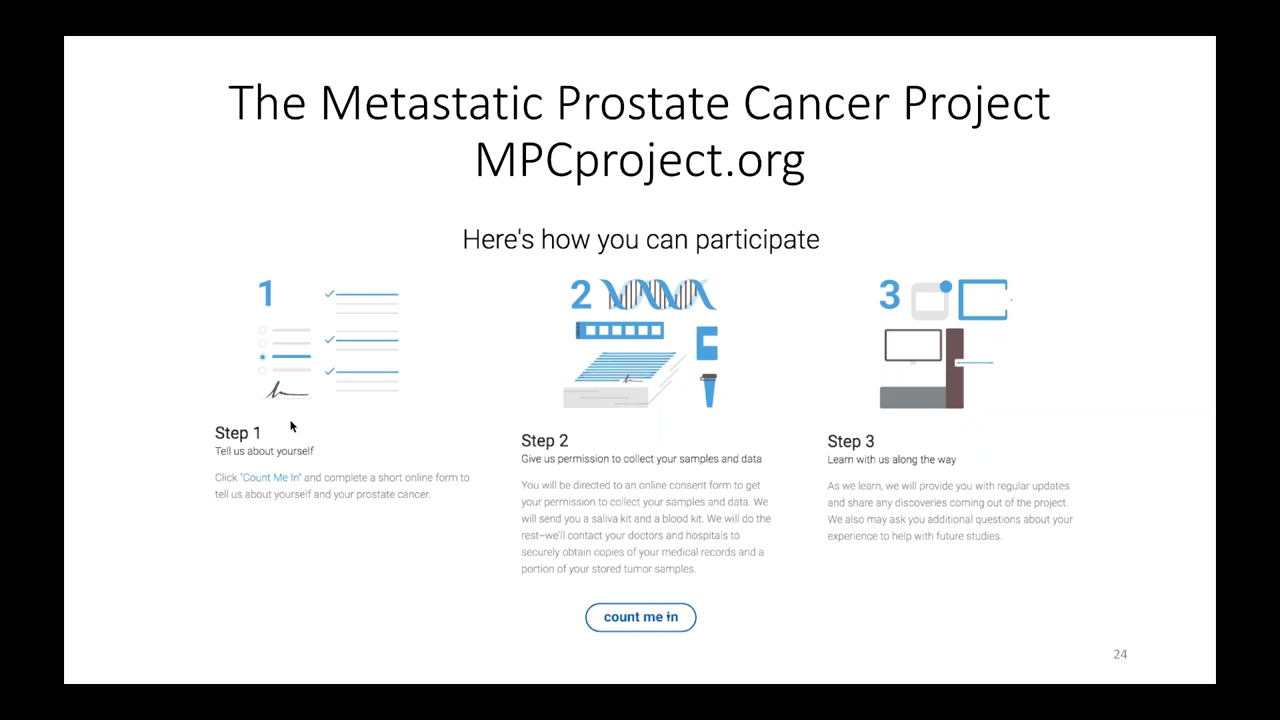 The Metastatic Prostate Cancer Project
MPCproject.org
Here's how you can participate
1
2
3
Step 1
Tell us about yourself
Click "Count Me In" and complete a short online form to
tell us about yourself and your prostate cancer.
Step 2
Give us permission to collect your samples and data
You will be directed to an online consent form to get
your permission to collect your samples and data. We
will send you a saliva kit and a blood kit. We will do the
rest–we'll contact your doctors and hospitals to
securely obtain copies of your medical records and a
portion of your stored tumor samples.
Step 3
Learn with us along the way
As we learn, we will provide you with regular updates
and share any discoveries coming out of the project.
We also may ask you additional questions about your
experience to help with future studies.
count me in
24